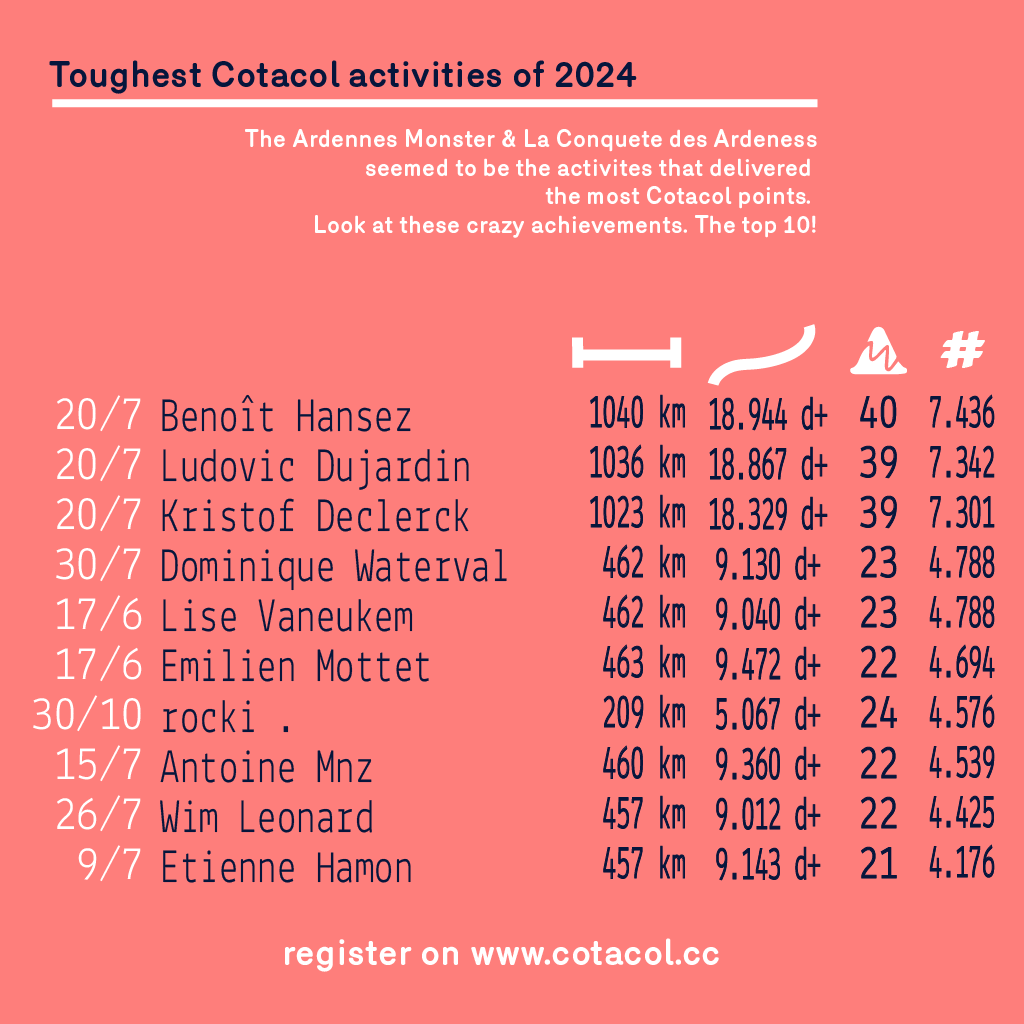 Toughest Cotacol activities of 2024
The Ardennes Monster & La Conquete des Ardeness
seemed to be the activites that delivered
the most Cotacol points.
Look at these crazy achievements. The top 10!
#
20/7 Benoît Hansez 1040 km 18.944 d+ 40 7.436
20/7 Ludovic Dujardin 1036 km 18.867 d+ 39 7.342
20/7 Kristof Declerck 1023 km 18.329 d+ 39 7.301
30/7 Dominique Waterval 462 km 9.130 d+ 23 4.788
17/6 Lise Vaneukem 462 km 9.040 d+ 23 4.788
17/6 Emilien Mottet 463 km 9.472 d+ 22 4.694
30/10 rocki . 209 km 5.067 d+ 24 4.576
15/7 Antoine Mnz 460 km 9.360 d+ 22 4.539
26/7 Wim Leonard 457 km 9.012 d+ 22 4.425
9/7 Etienne Hamon 457 km 9.143 d+ 21 4.176
register on www.cotacol.cc